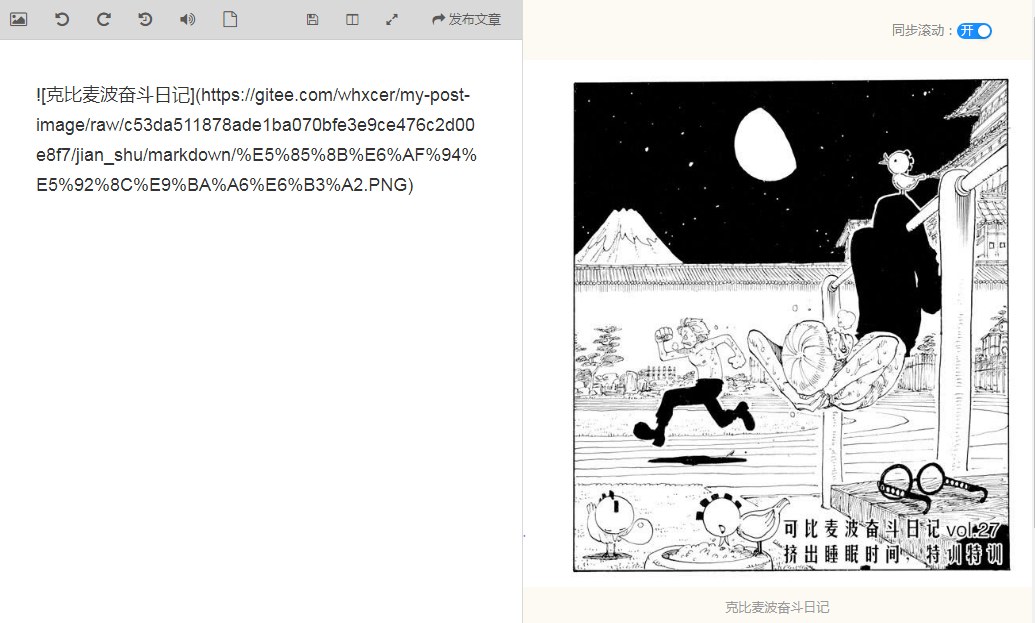 发布文章
同步滚动：开
![克比麦波奋斗日记](https://gitee.com/whxcer/my-post-
image/raw/c53da511878ade1ba070bfe3e9ce476c2d00
e8f7/jian_shu/markdown/%E5%85%8B%E6%AF%94%
E5%92%8C%E9%BA%A6%E6%B3%A2.PNG)
可比麦波奋斗日记 vol.27
挤出睡眠时间，特训特训
克比麦波奋斗日记